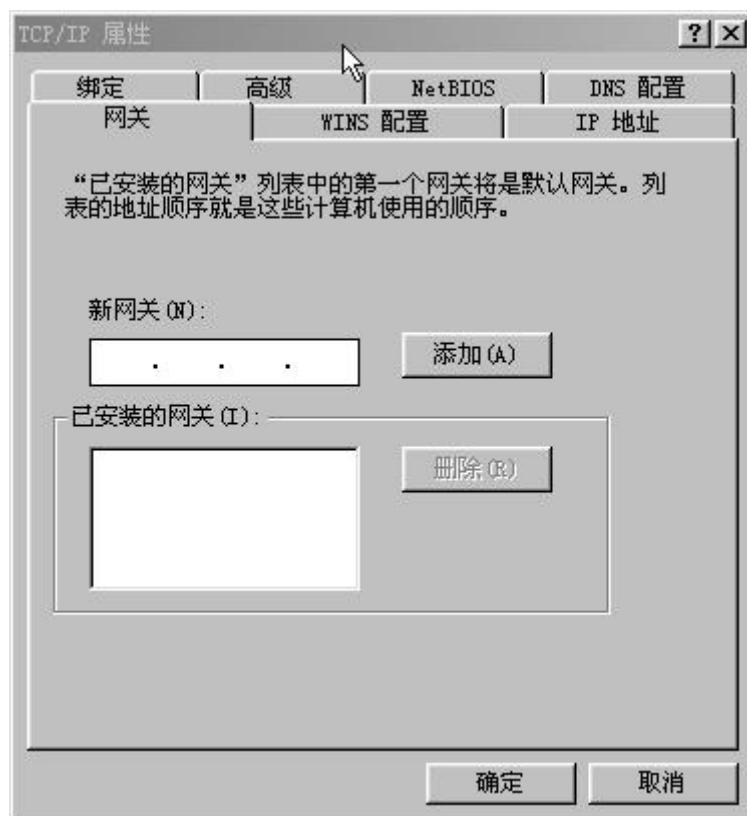 TCP/IP 属性
绑定 高级 NetBIOS DNS 配置
网关 WINS 配置 IP 地址
“已安装的网关”列表中的第一个网关将是默认网关。列
表的地址顺序就是这些计算机使用的顺序。
新网关(N):
添加(A)
已安装的网关(I):
删除(R)
确定 取消